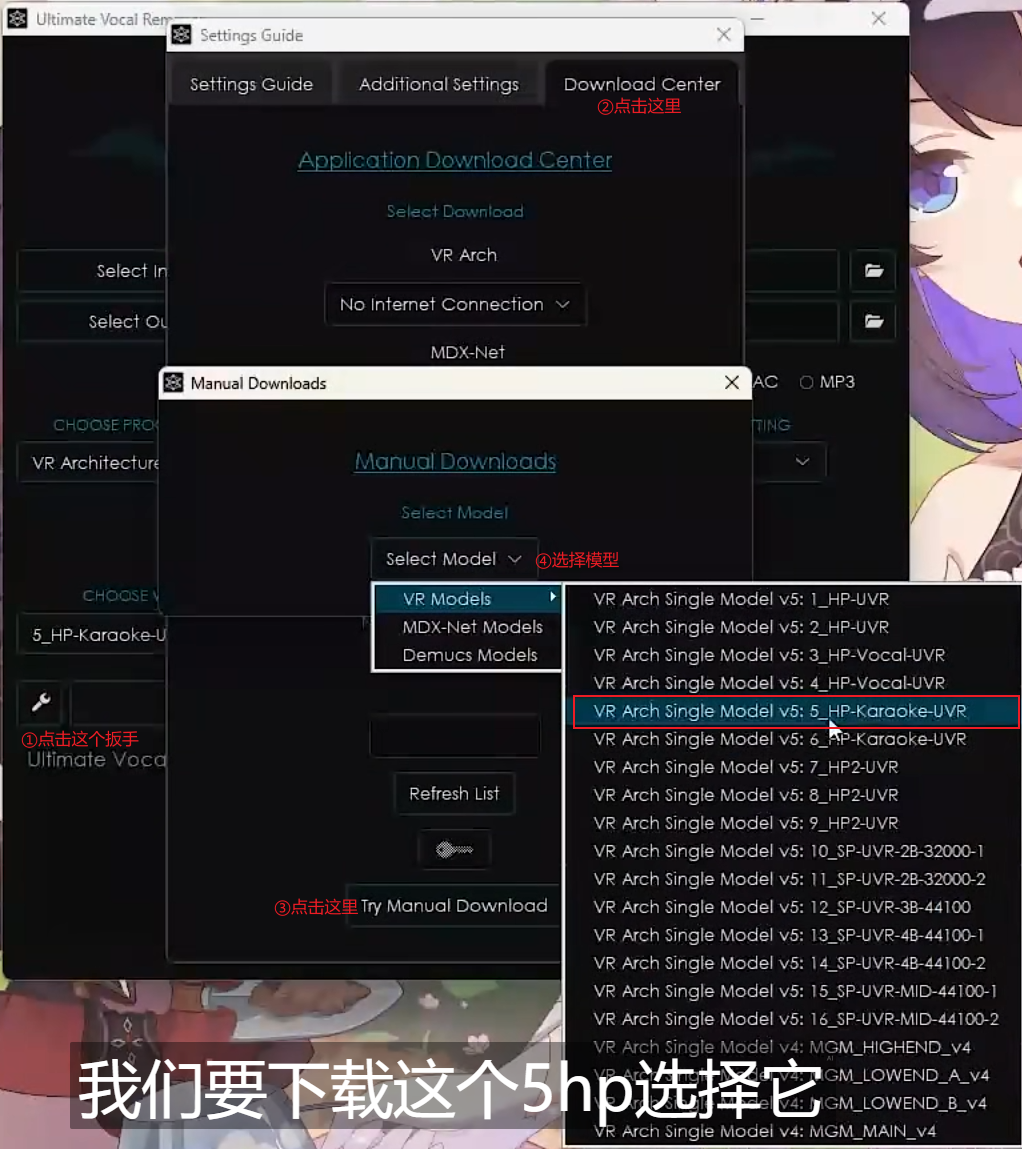 Ultimate Vocal Rem
Settings Guide
Settings Guide
Additional Settings
Download Center
②点击这里
Application Download Center
Select Download
VR Arch
No Internet Connection
MDX-Net
Select In
Select Ou
AC
MP3
CHOOSE PROC
TING
VR Architecture
Manual Downloads
Manual Downloads
Select Model
Select Model
④选择模型
VR Models
MDX-Net Models
Demucs Models
CHOOSE V
5_HP-Karaoke-U
①点击这个扳手
Ultimate Voca
Refresh List
③点击这里
Try Manual Download
VR Arch Single Model v5: 1_HP-UVR
VR Arch Single Model v5: 2_HP-UVR
VR Arch Single Model v5: 3_HP-Vocal-UVR
VR Arch Single Model v5: 4_HP-Vocal-UVR
VR Arch Single Model v5: 5_HP-Karaoke-UVR
VR Arch Single Model v5: 6_HP-Karaoke-UVR
VR Arch Single Model v5: 7_HP2-UVR
VR Arch Single Model v5: 8_HP2-UVR
VR Arch Single Model v5: 9_HP2-UVR
VR Arch Single Model v5: 10_SP-UVR-2B-32000-1
VR Arch Single Model v5: 11_SP-UVR-2B-32000-2
VR Arch Single Model v5: 12_SP-UVR-3B-44100
VR Arch Single Model v5: 13_SP-UVR-4B-44100-1
VR Arch Single Model v5: 14_SP-UVR-4B-44100-2
VR Arch Single Model v5: 15_SP-UVR-MID-44100-1
VR Arch Single Model v5: 16_SP-UVR-MID-44100-2
VR Arch Single Model v4: MGM_HIGHEND_v4
VR Arch Single Model v4: MGM_LOWEND_A_v4
VR Arch Single Model v4: MGM_LOWEND_B_v4
VR Arch Single Model v4: MGM_MAIN_v4
我们要下载这个5hp选择它